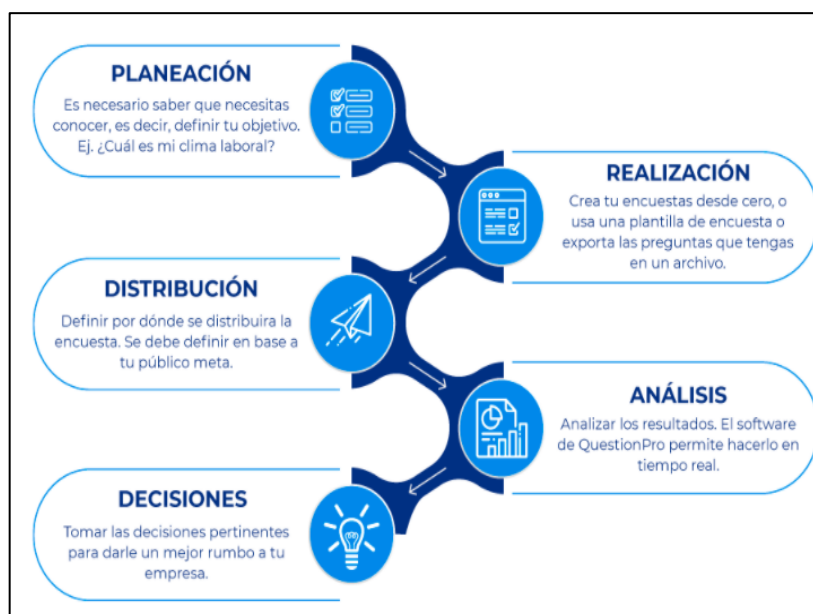 PLANEACIÓN
Es necesario saber que necesitas
conocer, es decir, definir tu objetivo.
Ej. ¿Cuál es mi clima laboral?
REALIZACIÓN
Crea tu encuestas desde cero, o
usa una plantilla de encuesta o
exporta las preguntas que tengas
en un archivo.
DISTRIBUCIÓN
Definir por dónde se distribuira la
encuesta. Se debe definir en base a
tu público meta.
ANÁLISIS
Analizar los resultados. El software
de QuestionPro permite hacerlo en
tiempo real.
DECISIONES
Tomar las decisiones pertinentes
para darle un mejor rumbo a tu
empresa.